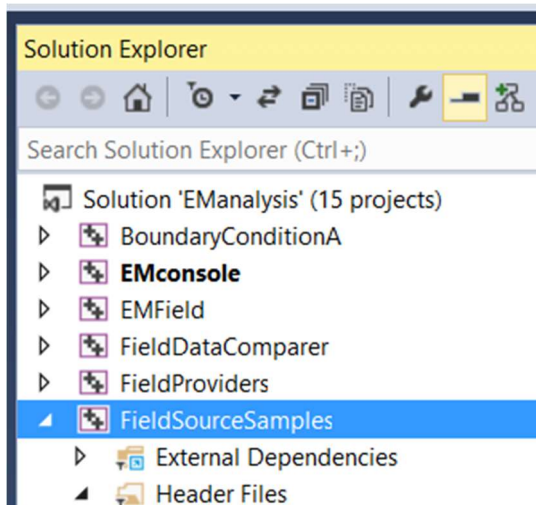 Solution Explorer
Search Solution Explorer (Ctrl+;)
Solution 'EManalysis' (15 projects)
BoundaryConditionA
EMconsole
EMField
FieldDataComparer
FieldProviders
FieldSourceSamples
External Dependencies
Header Files